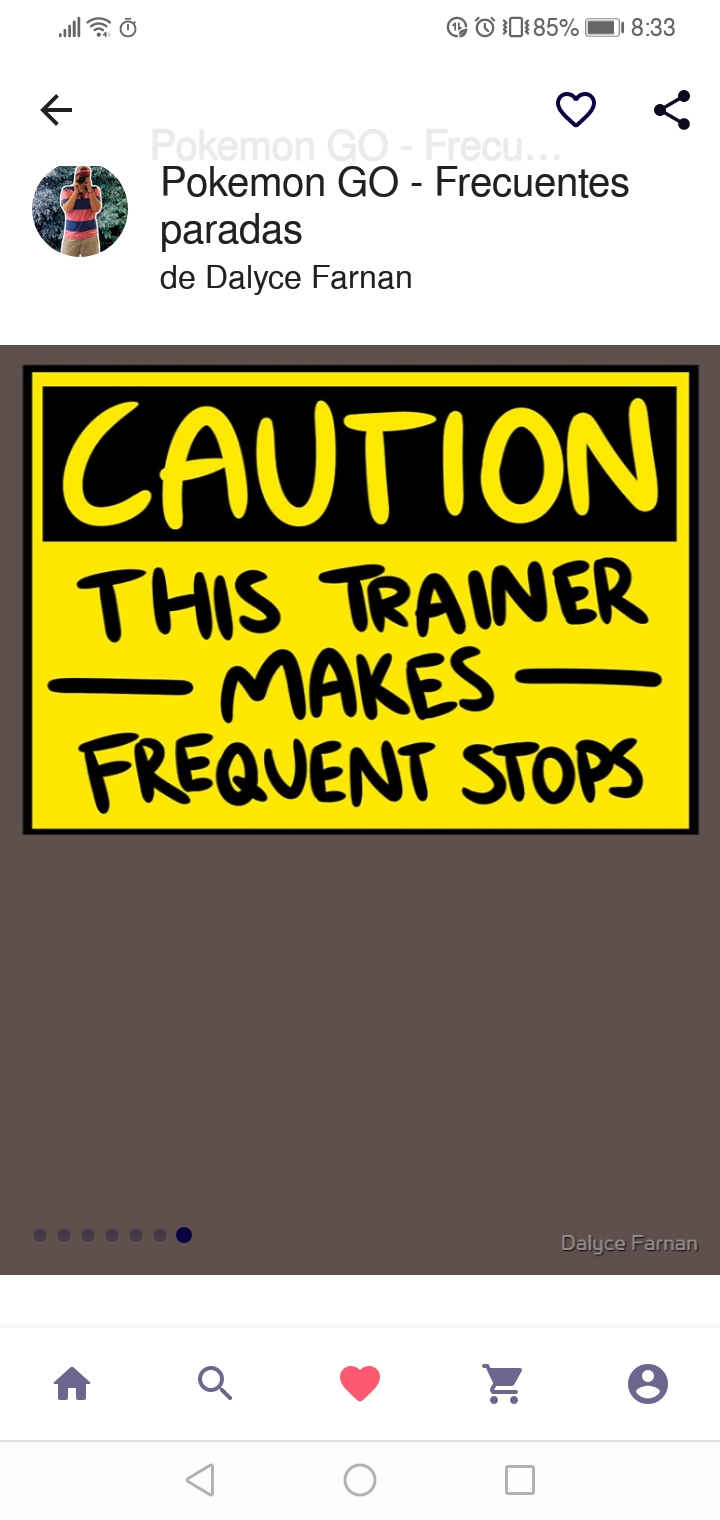 85% 8:33
Pokemon GO - Frecu...
Pokemon GO - Frecuentes
paradas
de Dalyce Farnan
CAUTION
THIS TRAINER
MAKES
FREQUENT STOPS
Dalyce Farnan